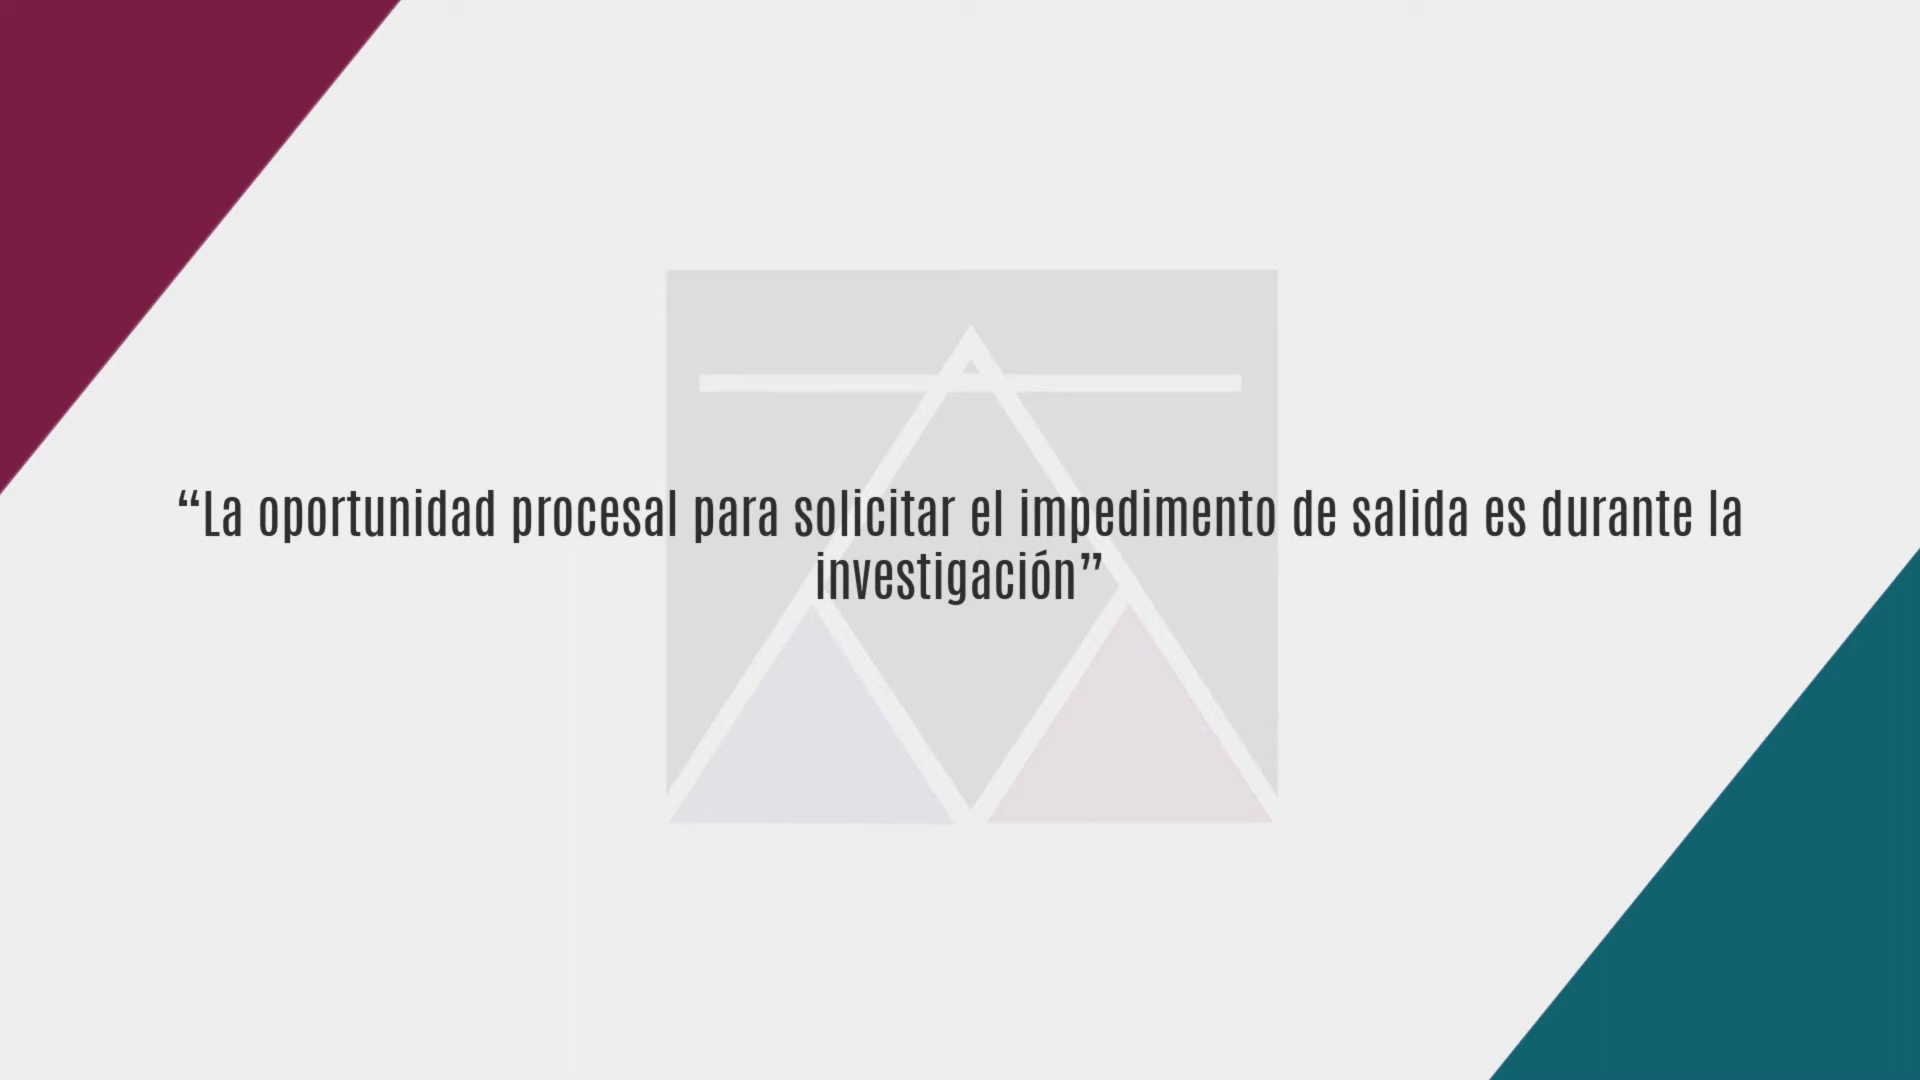 “La oportunidad procesal para solicitar el impedimento de salida es durante la
investigación”